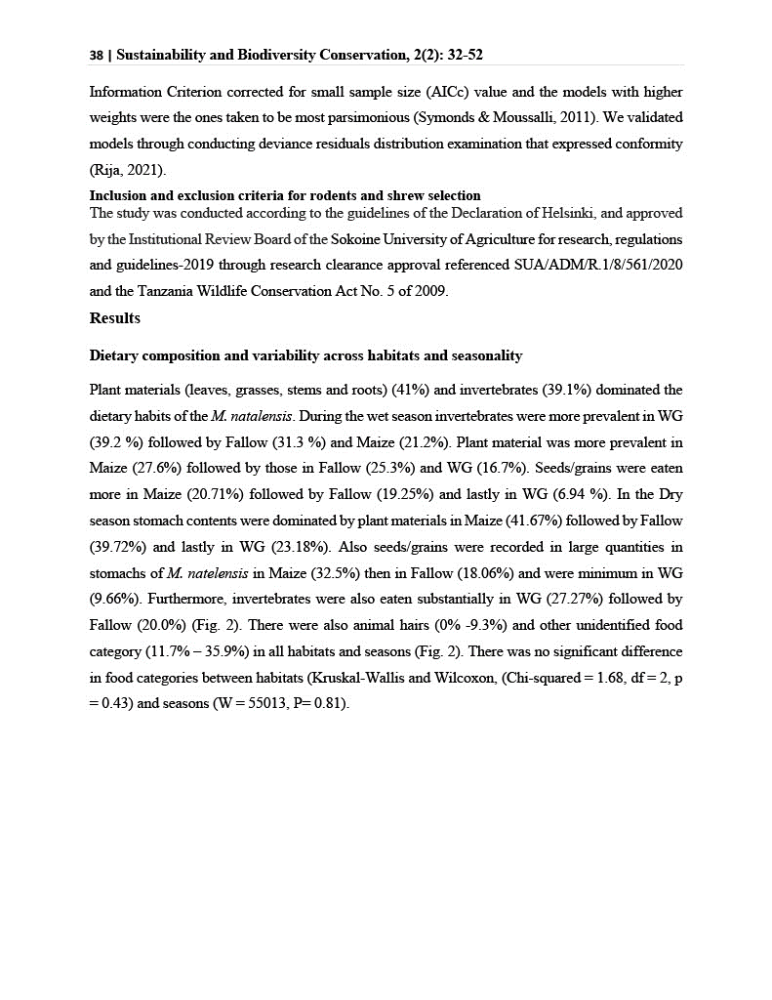 38 | Sustainability and Biodiversity Conservation, 2(2): 32-52
Information Criterion corrected for small sample size (AICc) value and the models with higher
weights were the ones taken to be most parsimonious (Symonds & Moussalli, 2011). We validated
models through conducting deviance residuals distribution examination that expressed conformity
(Rija, 2021).
Inclusion and exclusion criteria for rodents and shrew selection
The study was conducted according to the guidelines of the Declaration of Helsinki, and approved
by the Institutional Review Board of the Sokoine University of Agriculture for research, regulations
and guidelines-2019 through research clearance approval referenced SUA/ADM/R.1/8/561/2020
and the Tanzania Wildlife Conservation Act No. 5 of 2009.
Results
Dietary composition and variability across habitats and seasonality
Plant materials (leaves, grasses, stems and roots) (41%) and invertebrates (39.1%) dominated the
dietary habits of the M. natalensis. During the wet season invertebrates were more prevalent in WG
(39.2 %) followed by Fallow (31.3 %) and Maize (21.2%). Plant material was more prevalent in
Maize (27.6%) followed by those in Fallow (25.3%) and WG (16.7%). Seeds/grains were eaten
more in Maize (20.71%) followed by Fallow (19.25%) and lastly in WG (6.94 %). In the Dry
season stomach contents were dominated by plant materials in Maize (41.67%) followed by Fallow
(39.72%) and lastly in WG (23.18%). Also seeds/grains were recorded in large quantities in
stomachs of M. natelensis in Maize (32.5%) then in Fallow (18.06%) and were minimum in WG
(9.66%). Furthermore, invertebrates were also eaten substantially in WG (27.27%) followed by
Fallow (20.0%) (Fig. 2). There were also animal hairs (0% -9.3%) and other unidentified food
category (11.7% – 35.9%) in all habitats and seasons (Fig. 2). There was no significant difference
in food categories between habitats (Kruskal-Wallis and Wilcoxon, (Chi-squared = 1.68, df = 2, p
= 0.43) and seasons (W = 55013, P= 0.81).